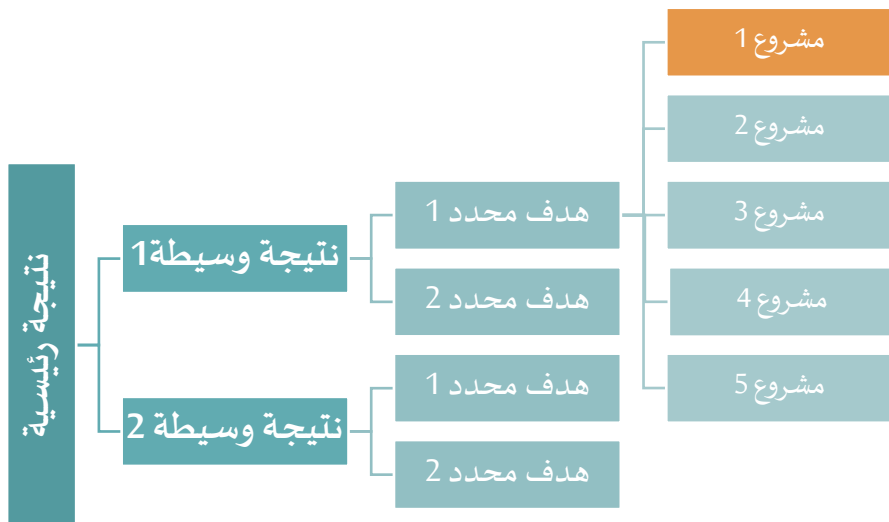 نتيجة رئيسية
نتيجة وسيطة1
هدف محدد 1
مشروع 1
مشروع 2
مشروع 3
مشروع 4
مشروع 5
هدف محدد 2
نتيجة وسيطة 2
هدف محدد 1
هدف محدد 2